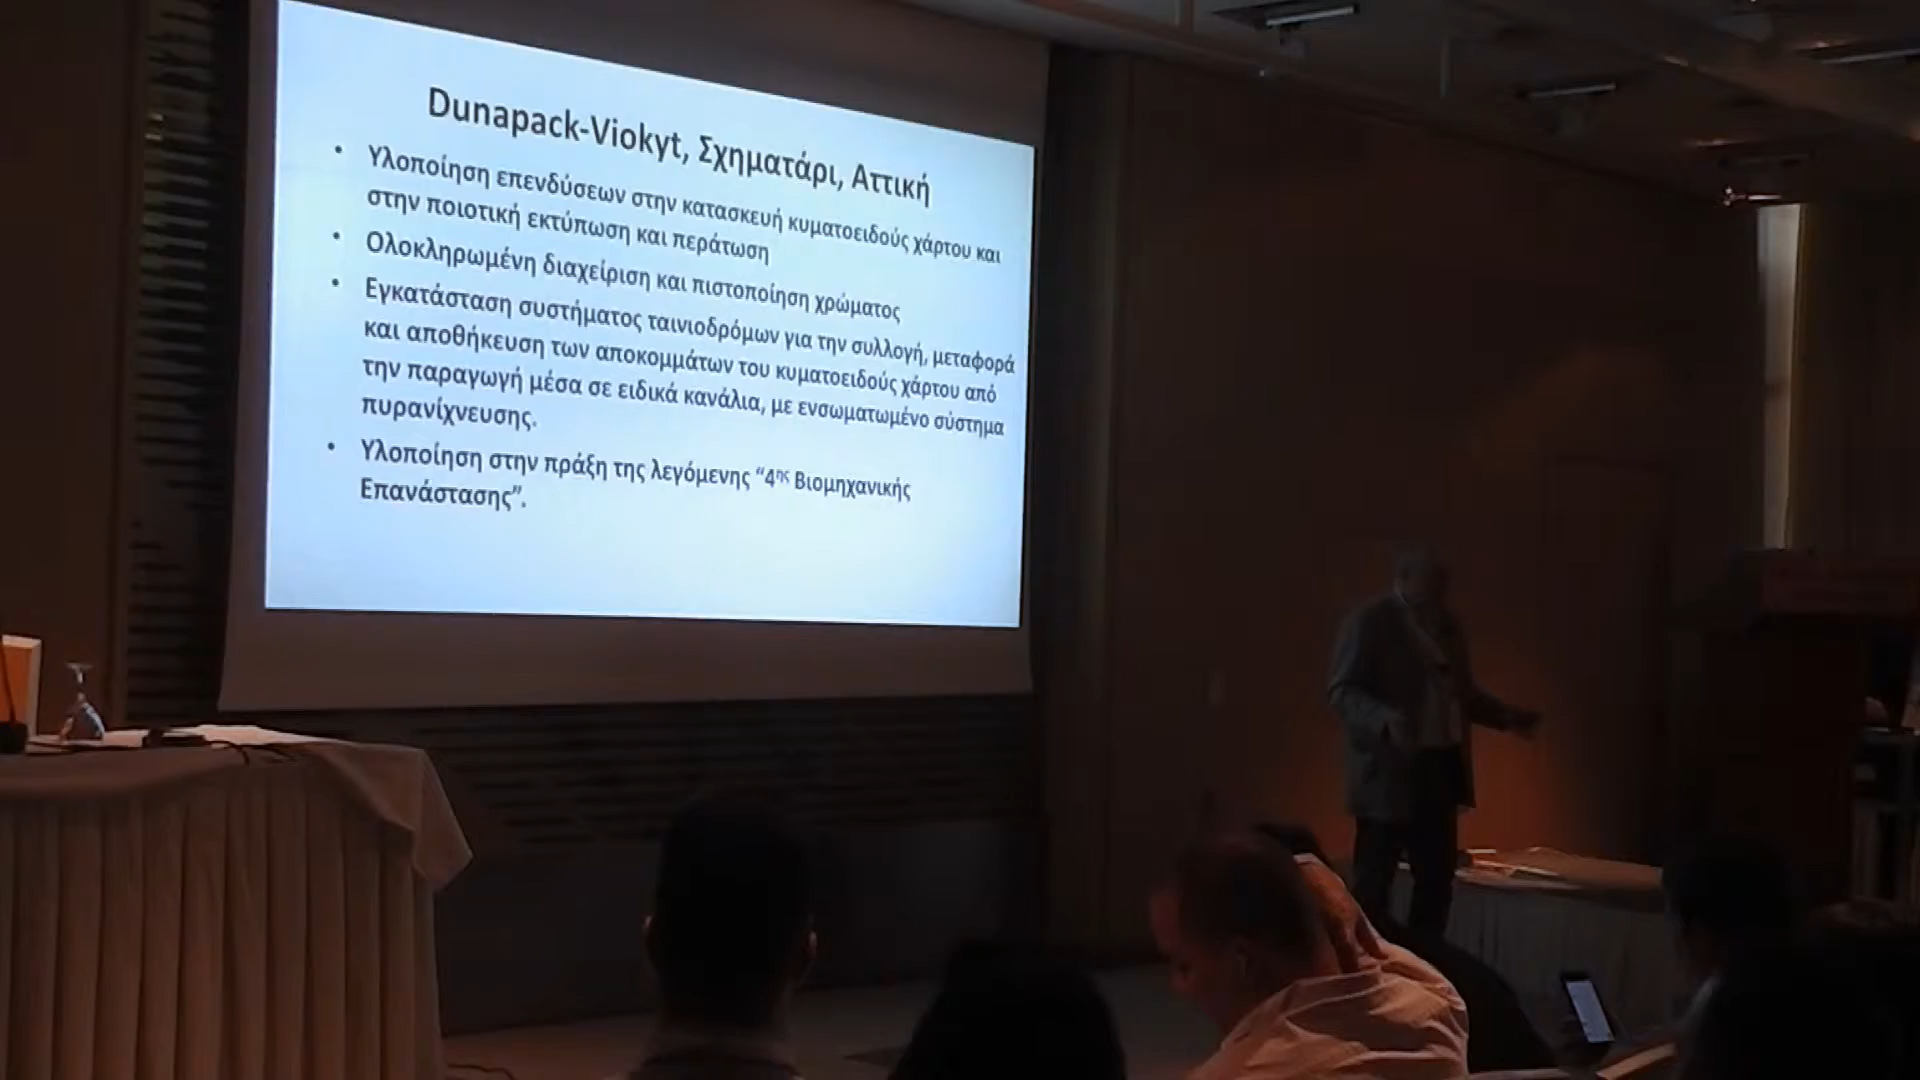 Dunapack-Viokyt, Σχηματάρι, Αττική
• Υλοποίηση επενδύσεων στην κατασκευή κυματοειδούς χάρτου και
στην ποιοτική εκτύπωση και περάτωση
• Ολοκληρωμένη διαχείριση και πιστοποίηση χρώματος
• Εγκατάσταση συστήματος ταινιοδρόμων για την συλλογή, μεταφορά
και αποθήκευση των αποκομμάτων του κυματοειδούς χάρτου από
την παραγωγή μέσα σε ειδικά κανάλια, με ενσωματωμένο σύστημα
πυρανίχνευσης.
• Υλοποίηση στην πράξη της λεγόμενης “4ης Βιομηχανικής
Επανάστασης”.